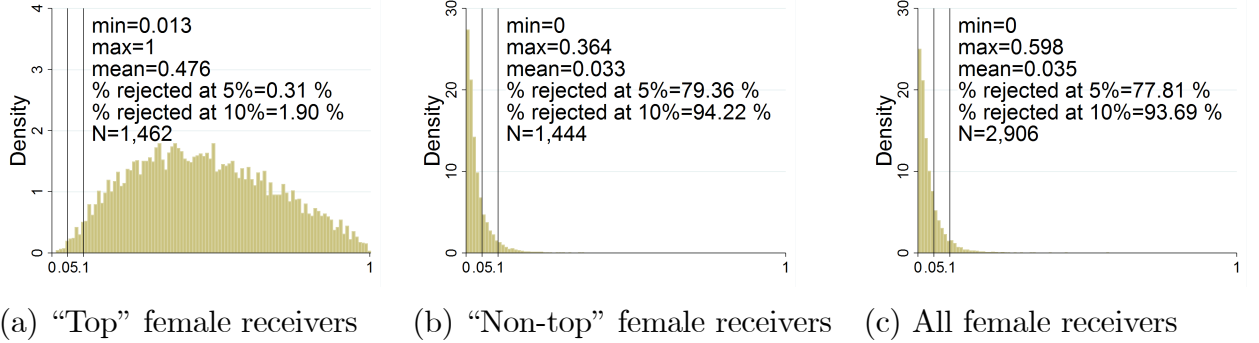 Density
4
3
2
1
0
min=0.013
max=1
mean=0.476
% rejected at 5%=0.31 %
% rejected at 10%=1.90 %
N=1,462
0.05.1
1
(a) “Top” female receivers
Density
30
20
10
0
min=0
max=0.364
mean=0.033
% rejected at 5%=79.36 %
% rejected at 10%=94.22 %
N=1,444
0.05.1
1
(b) “Non-top” female receivers
Density
30
20
10
0
min=0
max=0.598
mean=0.035
% rejected at 5%=77.81 %
% rejected at 10%=93.69 %
N=2,906
0.05.1
1
(c) All female receivers